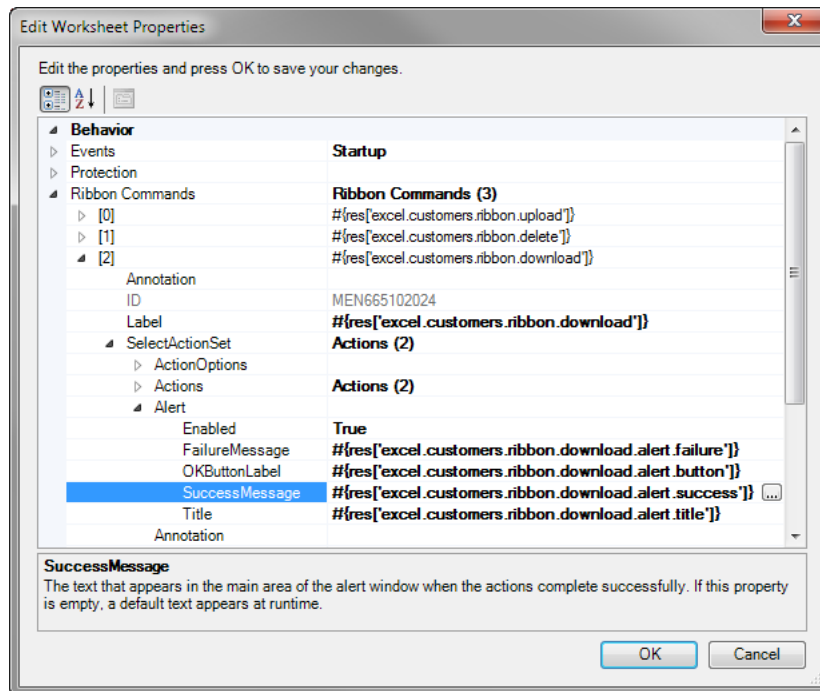 Edit Worksheet Properties
Edit the properties and press OK to save your changes.
Behavior
Events Startup
Protection
Ribbon Commands Ribbon Commands (3)
[0] #{res['excel.customers.ribbon.upload']}
[1] #{res['excel.customers.ribbon.delete']}
[2] #{res['excel.customers.ribbon.download']}
Annotation
ID MEN665102024
Label #{res['excel.customers.ribbon.download']}
SelectActionSet Actions (2)
ActionOptions
Actions Actions (2)
Alert
Enabled True
FailureMessage #{res['excel.customers.ribbon.download.alert.failure']}
OKButtonLabel #{res['excel.customers.ribbon.download.alert.button']}
SuccessMessage #{res['excel.customers.ribbon.download.alert.success']} ...
Title #{res['excel.customers.ribbon.download.alert.title']}
Annotation
SuccessMessage
The text that appears in the main area of the alert window when the actions complete successfully. If this property
is empty, a default text appears at runtime.
OK Cancel